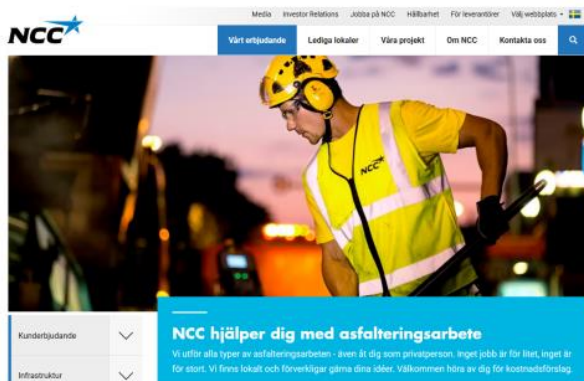 Media Investor Relations Jobba på NCC Hållbarhet För leverantörer Välj webbplats
NCC
Vårt erbjudande Lediga lokaler Våra projekt Om NCC Kontakta oss
NCC
Kunderbjudande
Infrastruktur
NCC hjälper dig med asfalteringsarbete
Vi utför alla typer av asfalteringsarbeten - även åt dig som privatperson. Inget jobb är för litet, inget är
för stort. Vi finns lokalt och förverkligar gärna dina idéer. Välkommen höra av dig för kostnadsförslag.